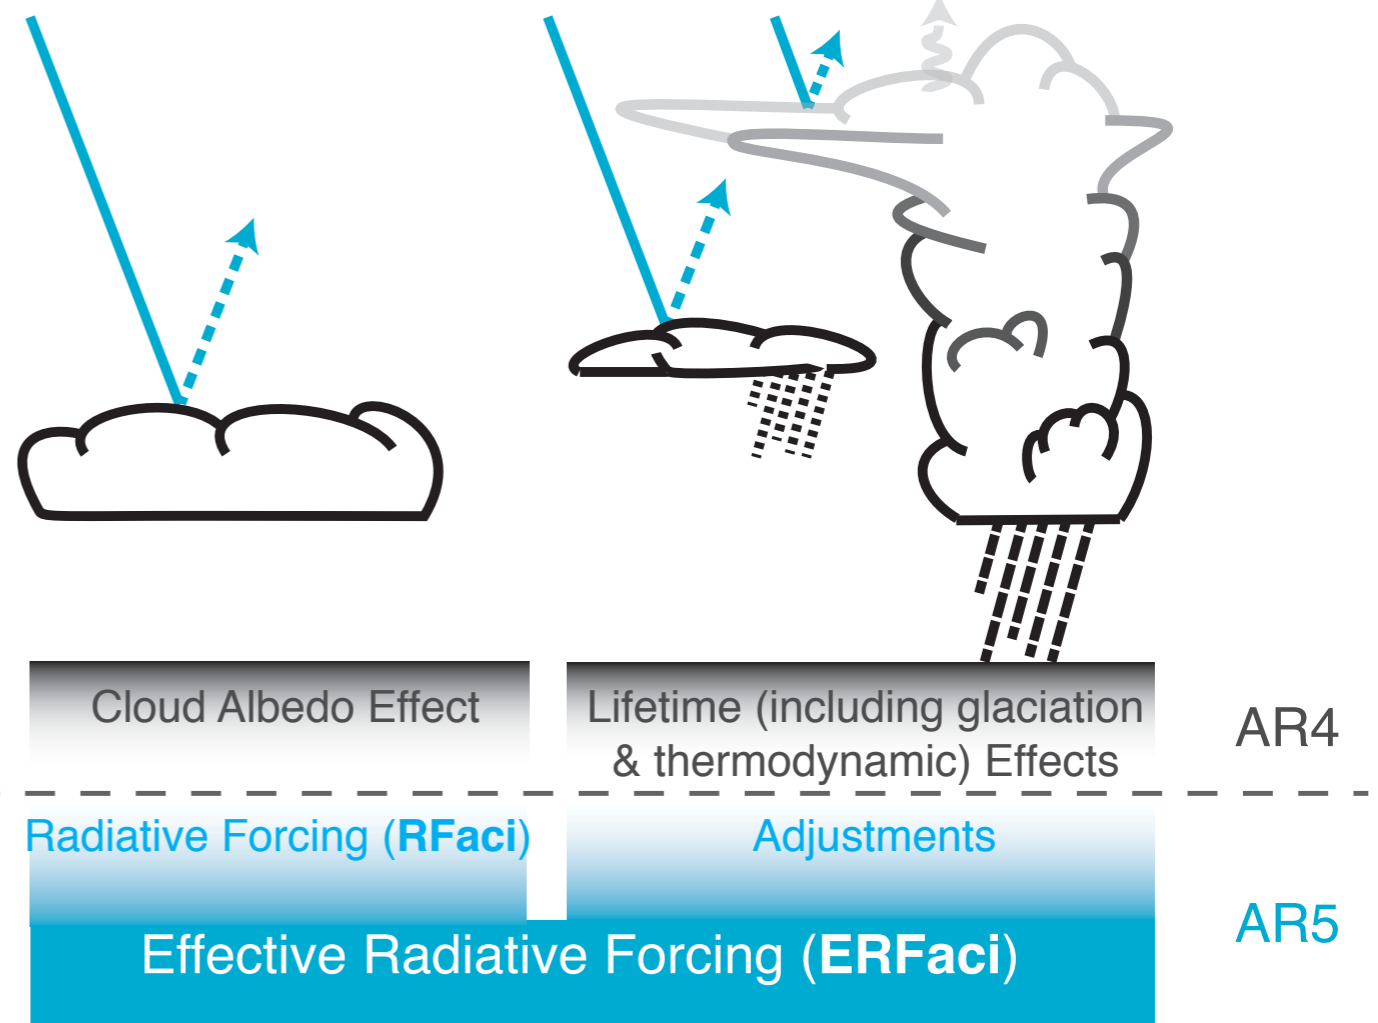 Cloud Albedo Effect
Lifetime (including glaciation
& thermodynamic) Effects
AR4
Radiative Forcing (RFaci)
Adjustments
AR5
Effective Radiative Forcing (ERFaci)